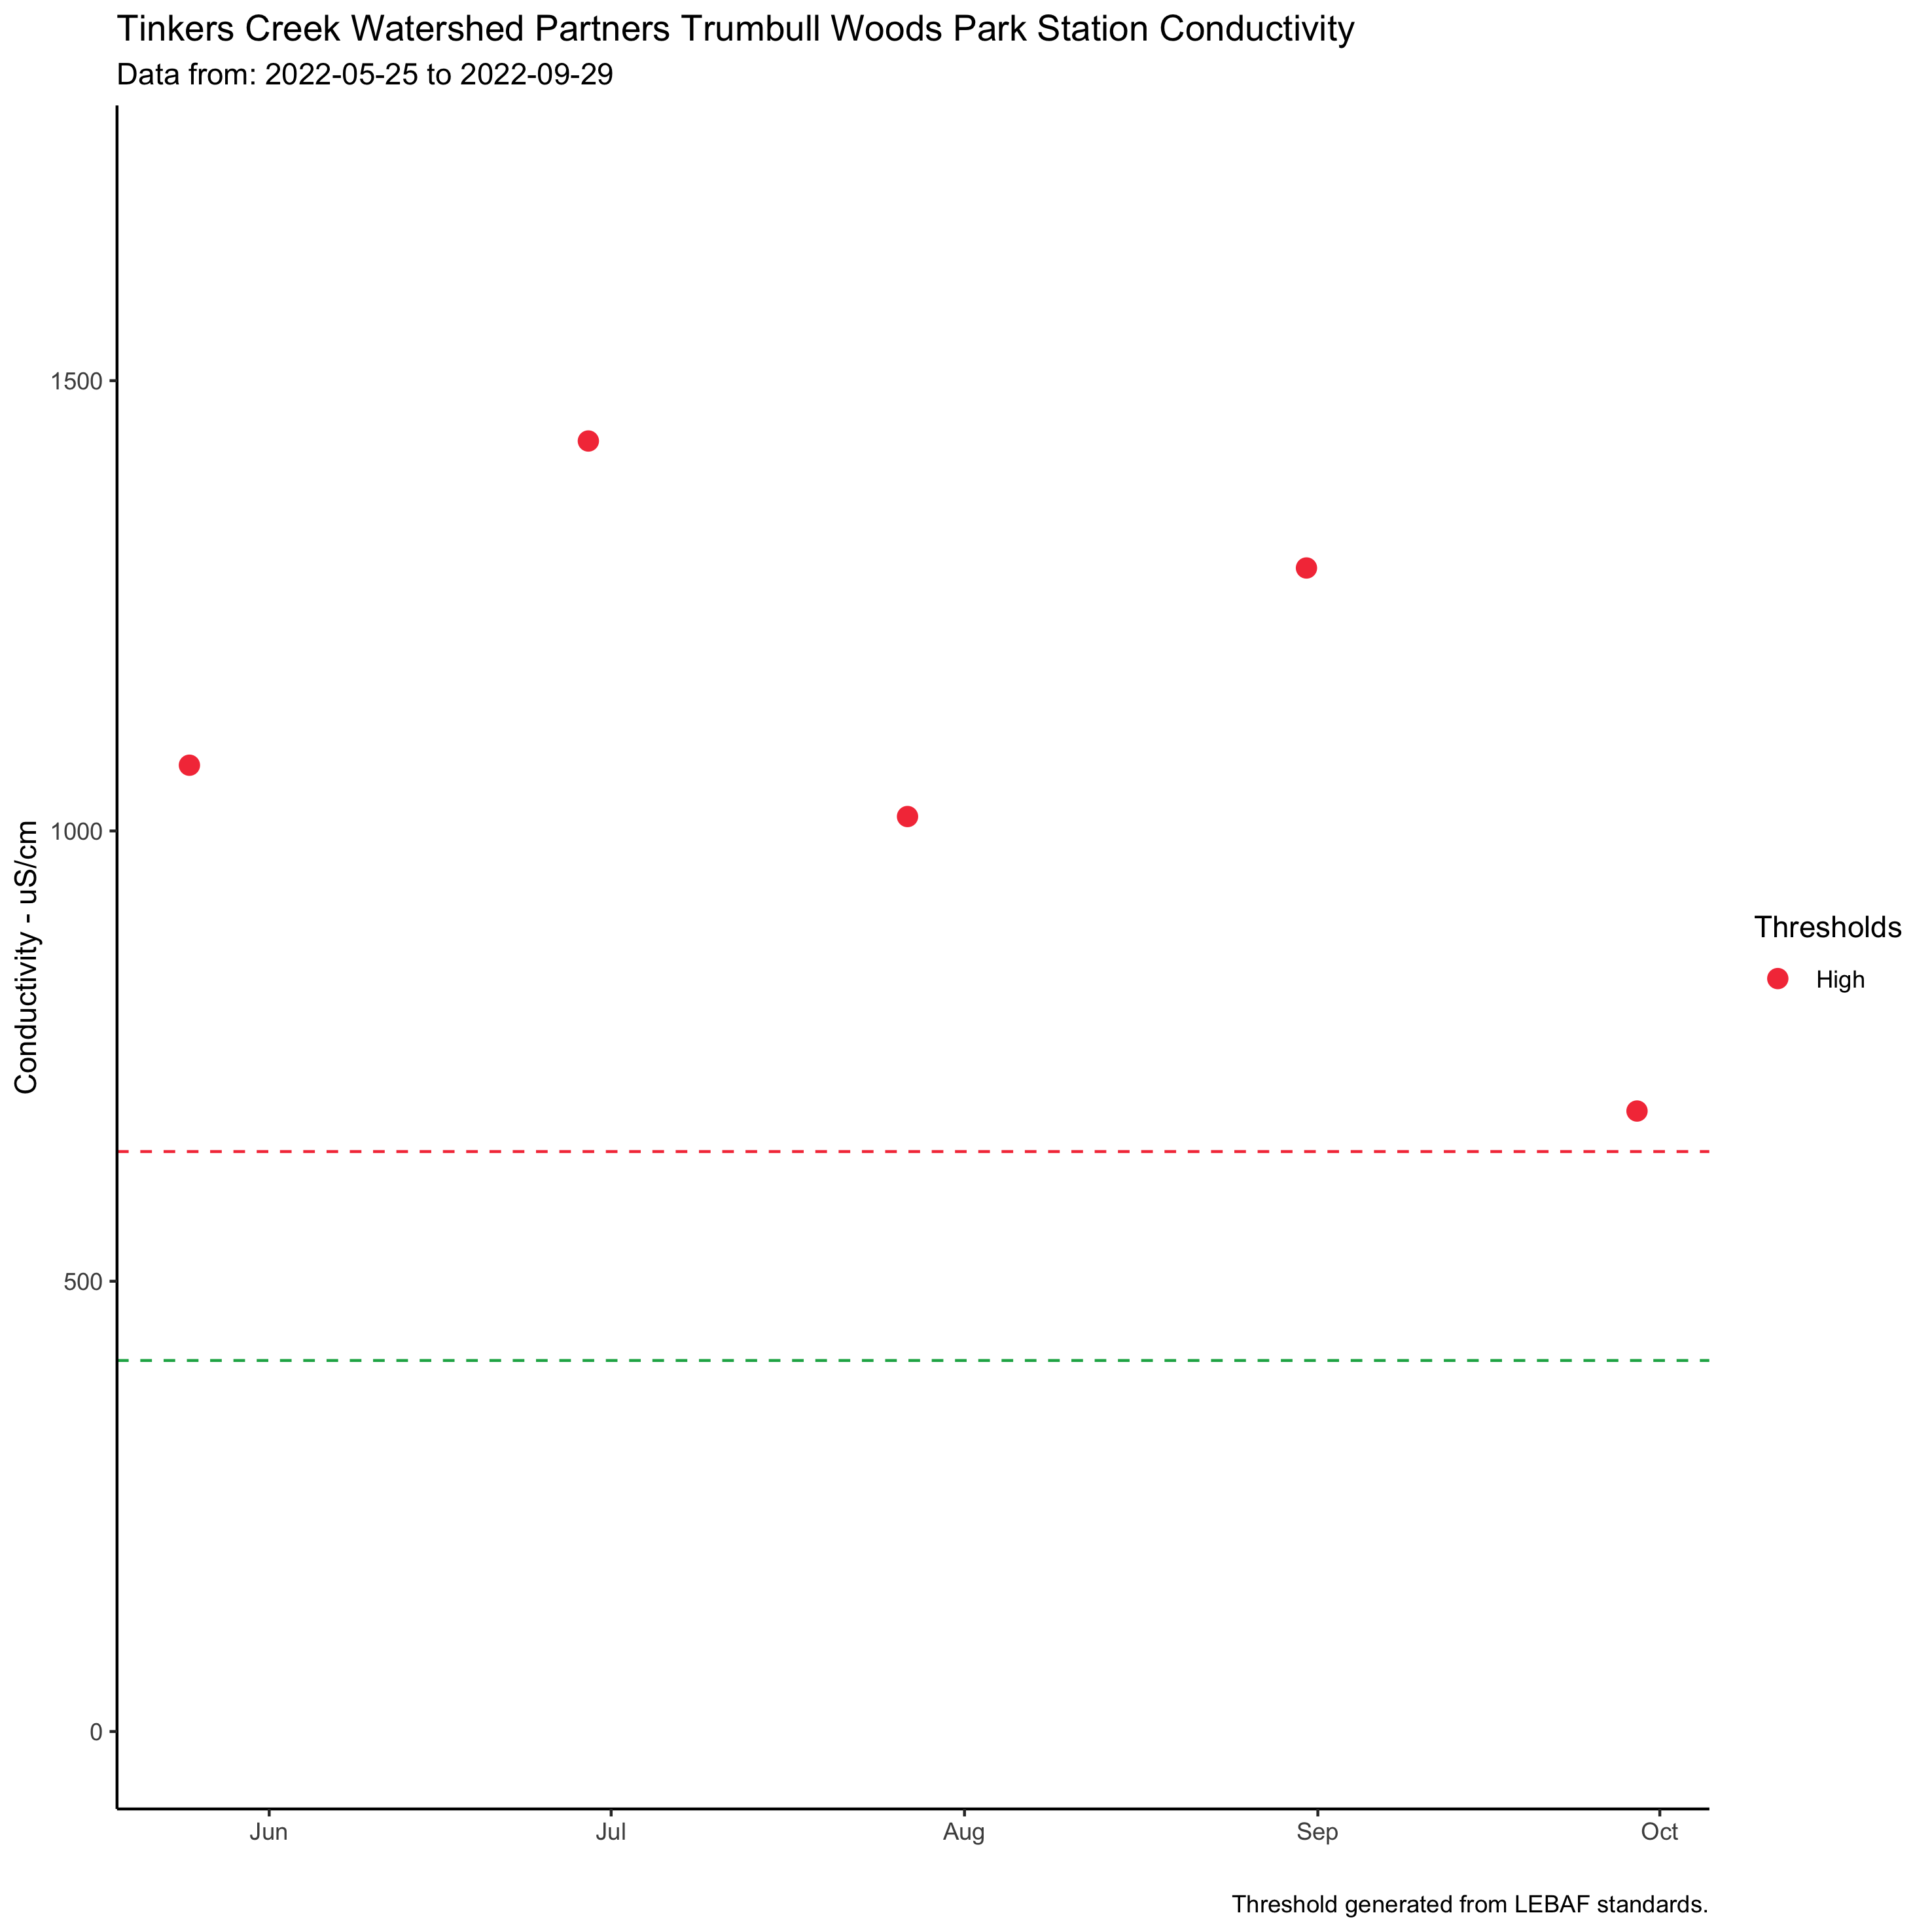 Tinkers Creek Watershed Partners Trumbull Woods Park Station Conductivity
Data from: 2022-05-25 to 2022-09-29
Conductivity - uS/cm
1500
1000
500
0
Jun Jul Aug Sep Oct
Thresholds
High
Threshold generated from LEBAF standards.